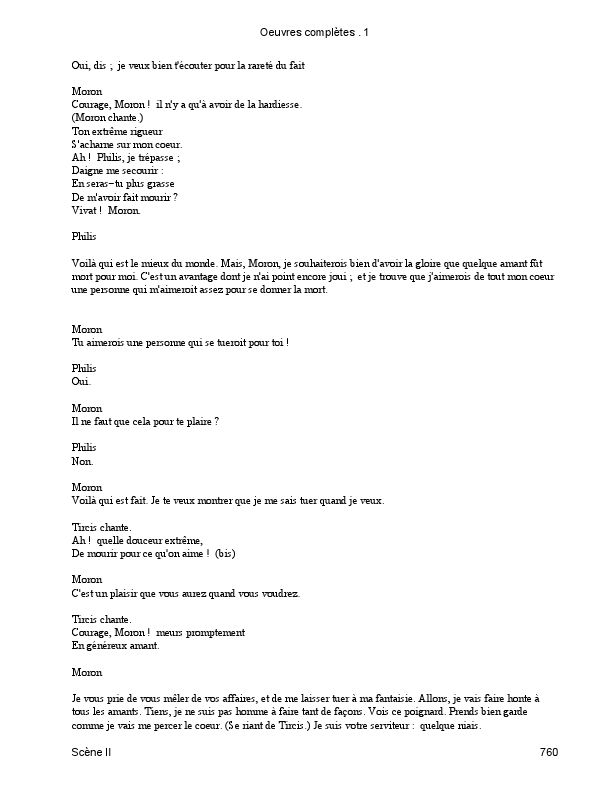 Oeuvres complètes . 1
Oui, dis ;  je veux bien t'écouter pour la rareté du fait
Moron
Courage, Moron !  il n'y a qu'à avoir de la hardiesse.
(Moron chante.)
Ton extrême rigueur
S'acharne sur mon coeur.
Ah !  Philis, je trépasse ;
Daigne me secourir :
En seras−tu plus grasse
De m'avoir fait mourir ?
Vivat !  Moron.
Philis
Voilà qui est le mieux du monde. Mais, Moron, je souhaiterois bien d'avoir la gloire que quelque amant fût
mort pour moi. C'est un avantage dont je n'ai point encore joui ;  et je trouve que j'aimerois de tout mon coeur
une personne qui m'aimeroit assez pour se donner la mort.
Moron
Tu aimerois une personne qui se tueroit pour toi !
Philis
Oui.
Moron
Il ne faut que cela pour te plaire ?
Philis
Non.
Moron
Voilà qui est fait. Je te veux montrer que je me sais tuer quand je veux.
Tircis chante.
Ah !  quelle douceur extrême,
De mourir pour ce qu'on aime !  (bis)
Moron
C'est un plaisir que vous aurez quand vous voudrez.
Tircis chante.
Courage, Moron !  meurs promptement
En généreux amant.
Moron
Je vous prie de vous mêler de vos affaires, et de me laisser tuer à ma fantaisie. Allons, je vais faire honte à
tous les amants. Tiens, je ne suis pas homme à faire tant de façons. Vois ce poignard. Prends bien garde
comme je vais me percer le coeur. (Se riant de Tircis.) Je suis votre serviteur :  quelque niais.
Scène II 760